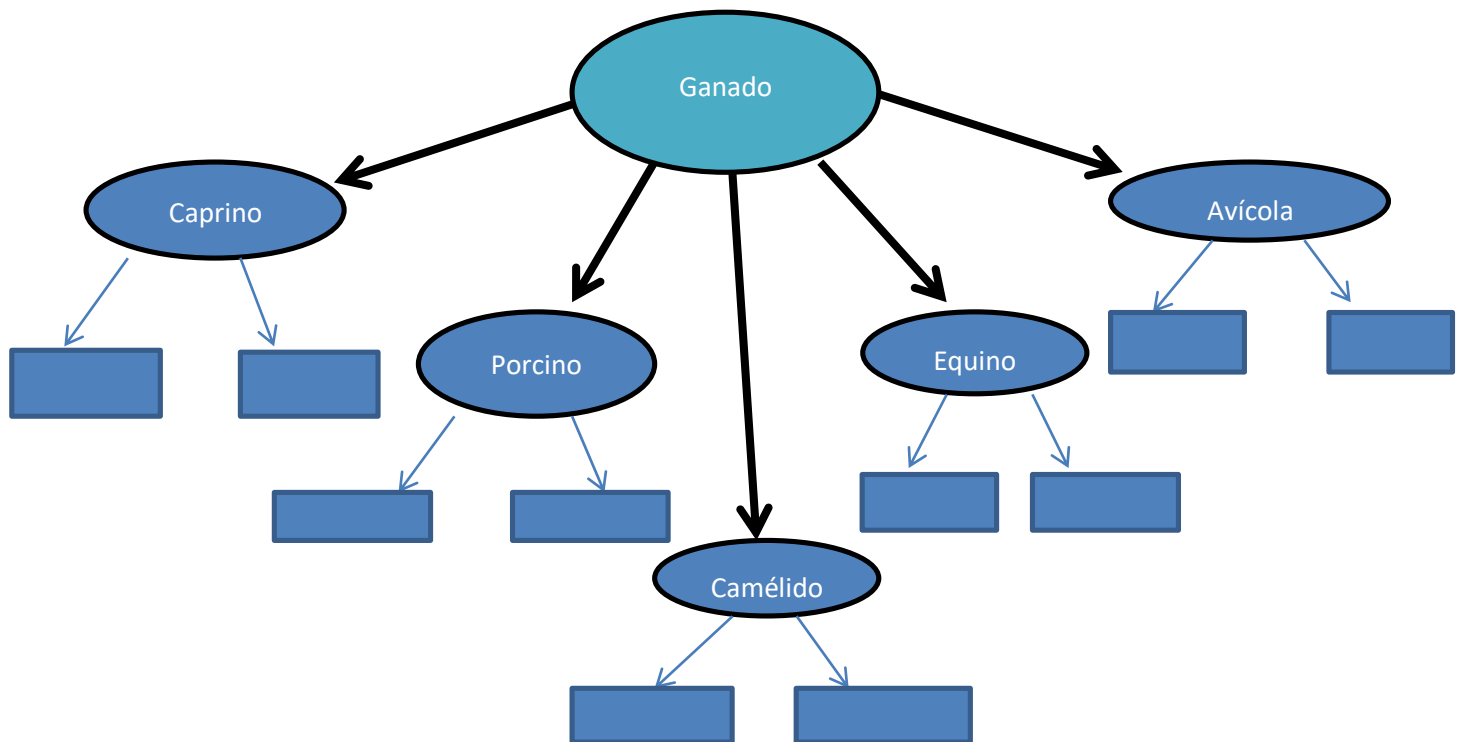 Ganado
Caprino
Avícola
Porcino
Equino
Camélido